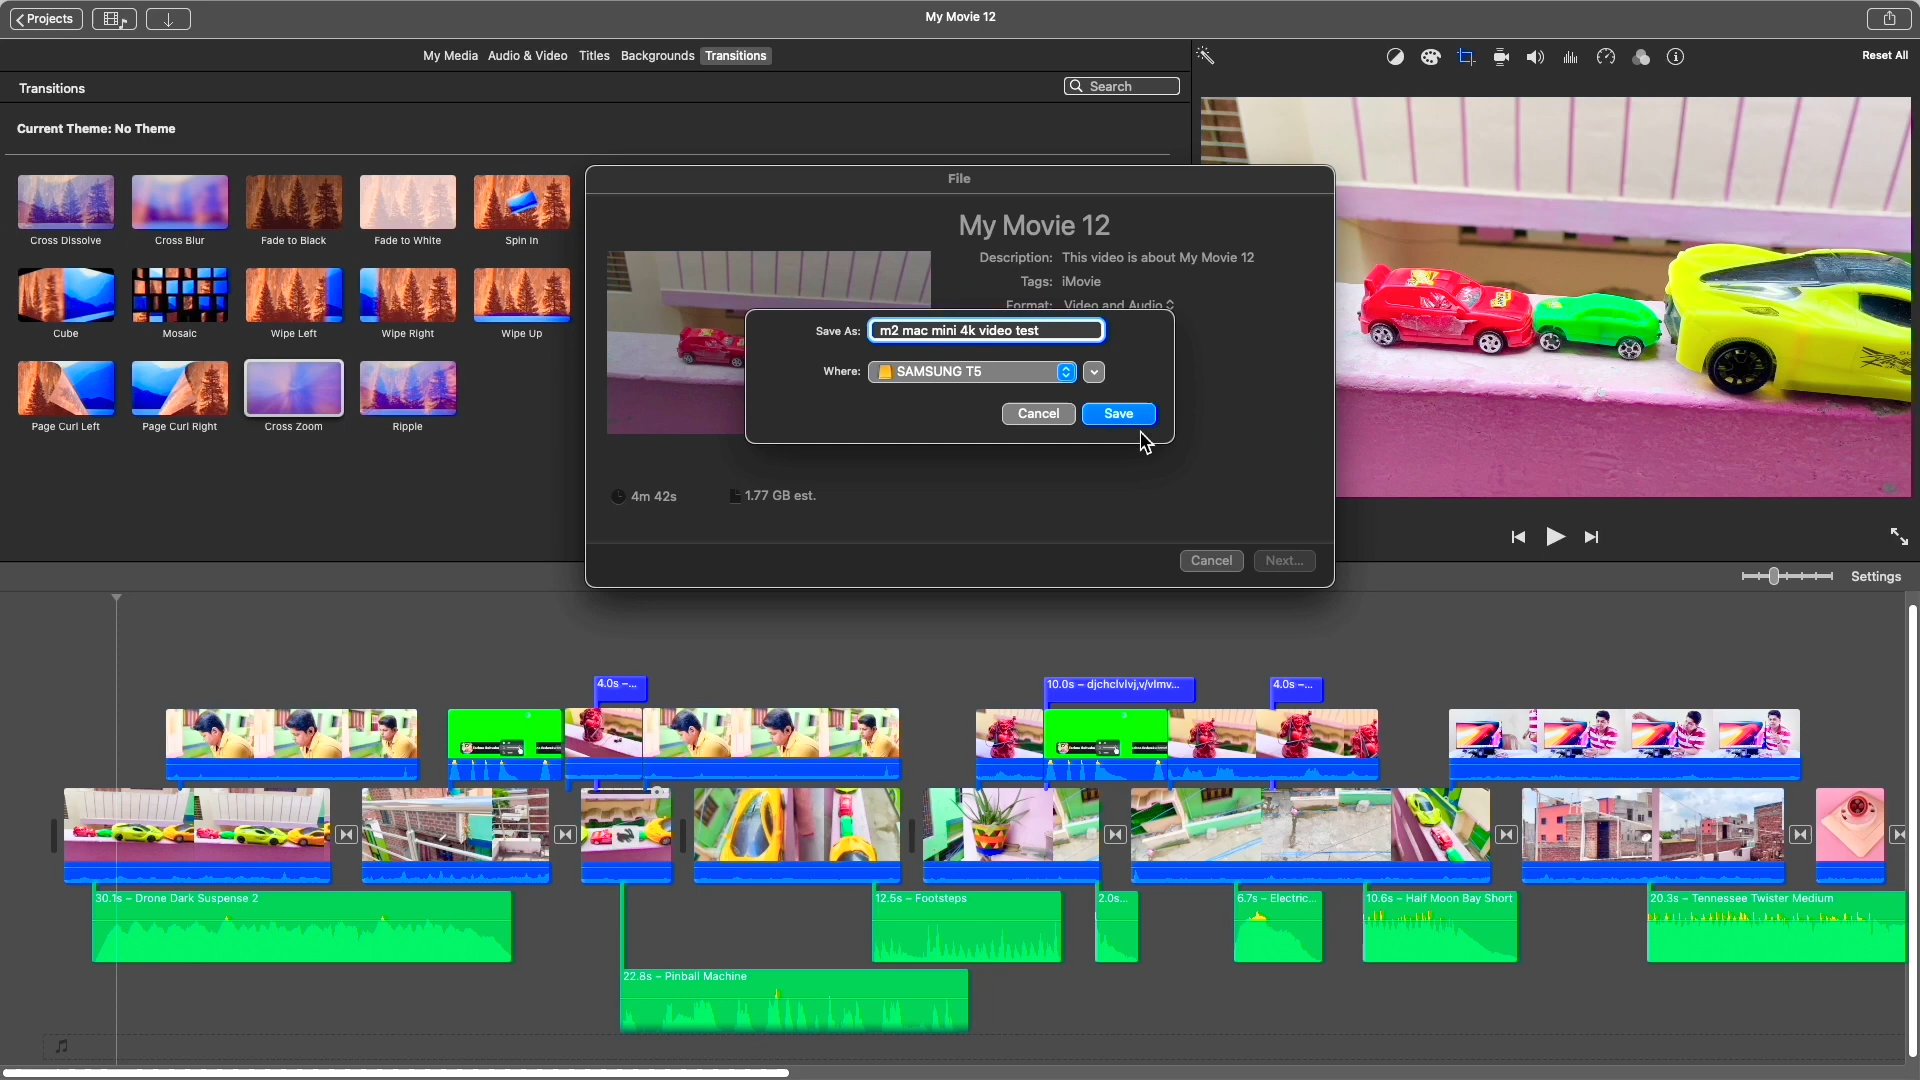 Projects
My Movie 12
My Media Audio & Video Titles Backgrounds Transitions
Reset All
Transitions
Search
Current Theme: No Theme
Cross Dissolve Cross Blur Fade to Black Fade to White Spin In
Cube Mosaic Wipe Left Wipe Right Wipe Up
Page Curl Left Page Curl Right Cross Zoom Ripple
File
My Movie 12
Description: This video is about My Movie 12
Tags: iMovie
Format: Video and Audio
Save As: m2 mac mini 4k video test
Where: SAMSUNG T5
Cancel Save
4m 42s 1.77 GB est.
Cancel Next...
Settings
4.0s –...
10.0s – djchclvlvj,v/vlmv...
4.0s –...
30.1s – Drone Dark Suspense 2
12.5s – Footsteps
2.0s...
6.7s – Electric...
10.6s – Half Moon Bay Short
20.3s – Tennessee Twister Medium
22.8s – Pinball Machine